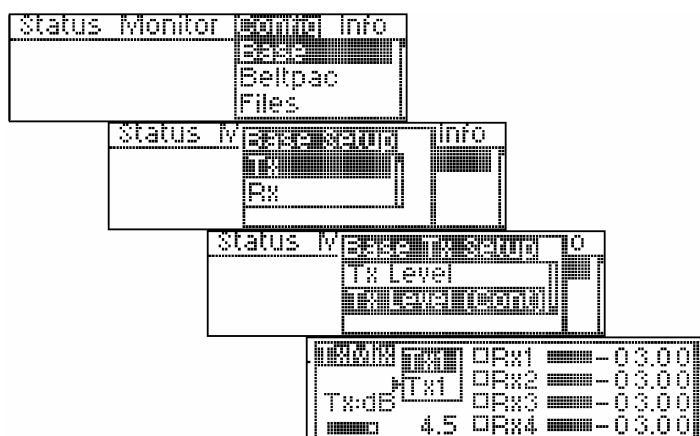 Status Monitor Config Info
Base
Beltpac
Files
Status M Base Setup Info
Tx
Rx
Status M Base Tx Setup o
Tx Level
Tx Level (Cont)
TxMix Tx1 Rx1 -03.00
Tx1 Rx2 -03.00
Tx:dB Rx3 -03.00
4.5 Rx4 -03.00